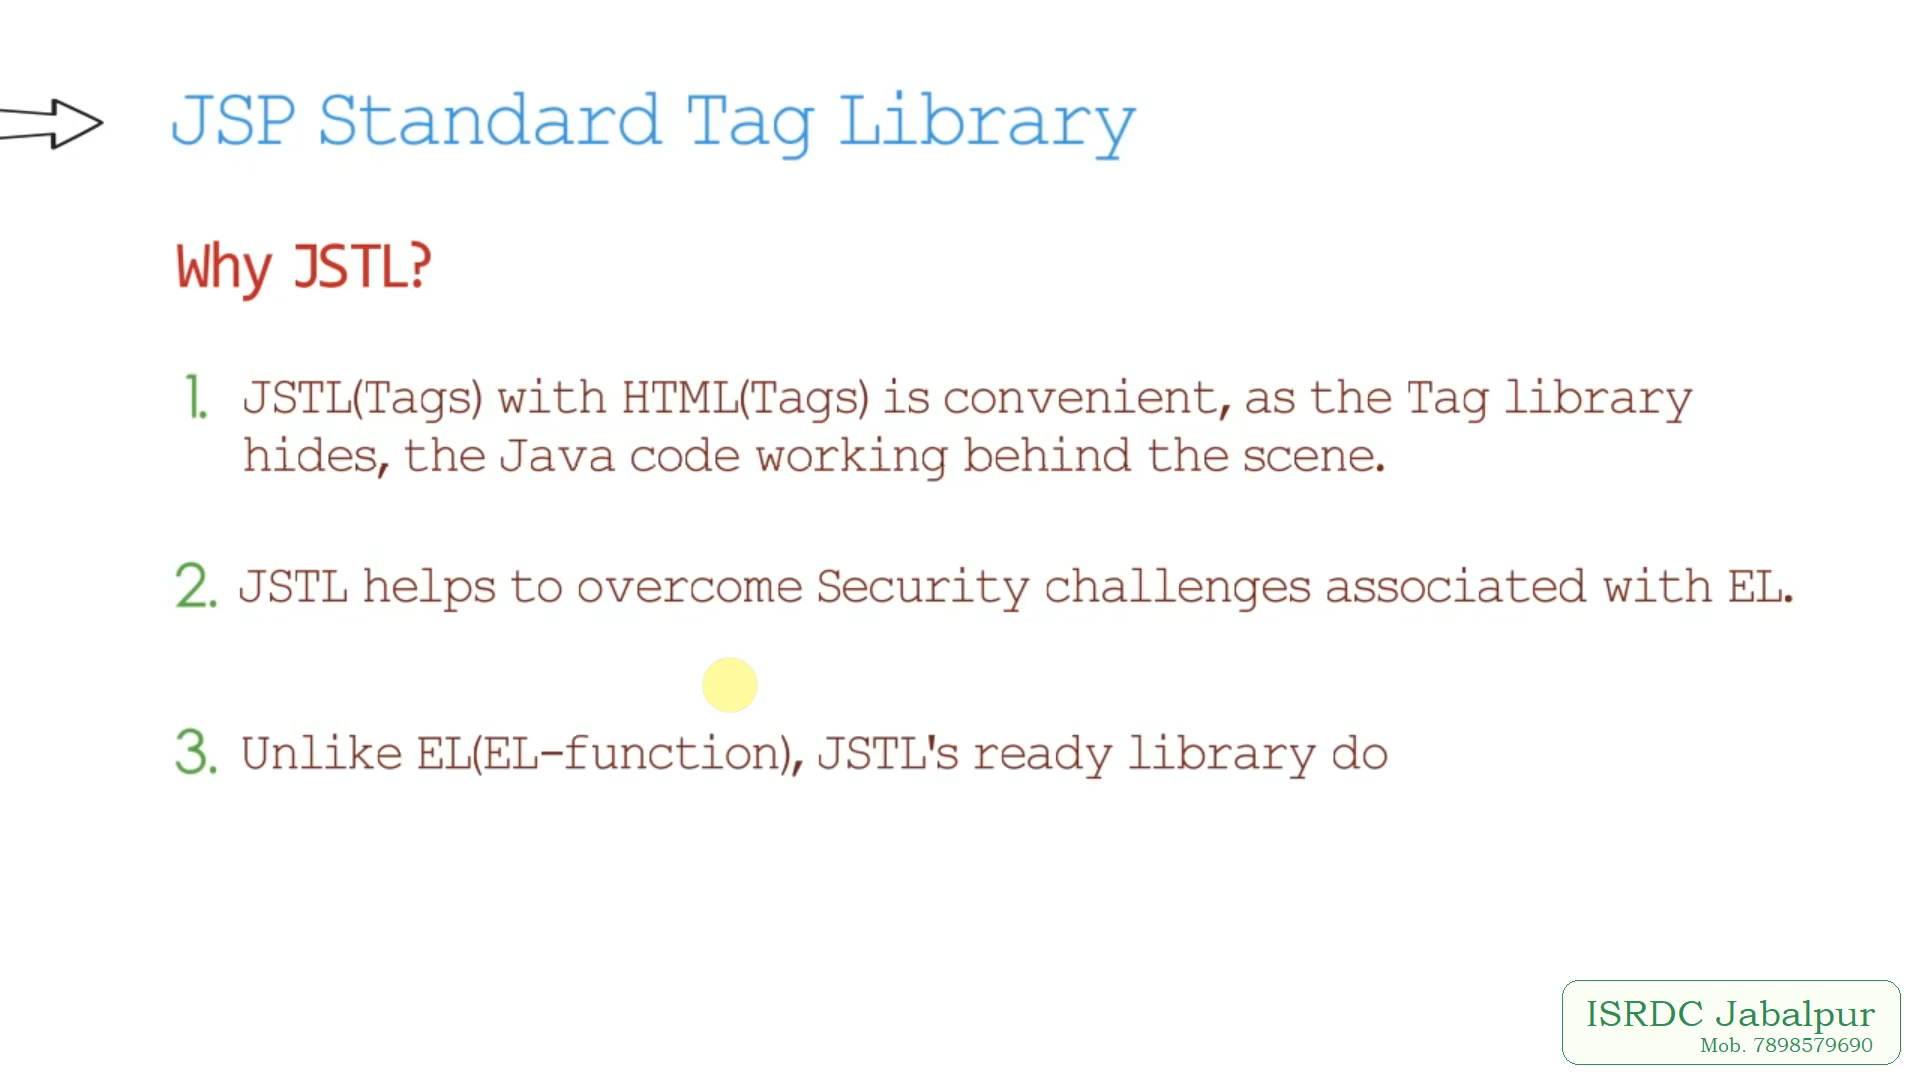 JSP Standard Tag Library
Why JSTL?
1. JSTL(Tags) with HTML(Tags) is convenient, as the Tag library
hides, the Java code working behind the scene.
2. JSTL helps to overcome Security challenges associated with EL.
3. Unlike EL(EL-function), JSTL's ready library do
ISRDC Jabalpur
Mob. 7898579690